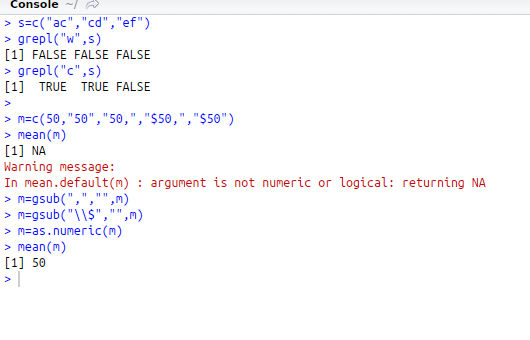 Console ~/
> s=c("ac","cd","ef")
> grepl("w",s)
[1] FALSE FALSE FALSE
> grepl("c",s)
[1]  TRUE  TRUE FALSE
>
> m=c(50,"50","50,","$50,","$50")
> mean(m)
[1] NA
Warning message:
In mean.default(m) : argument is not numeric or logical: returning NA
> m=gsub(",","",m)
> m=gsub("\\$","",m)
> m=as.numeric(m)
> mean(m)
[1] 50
>